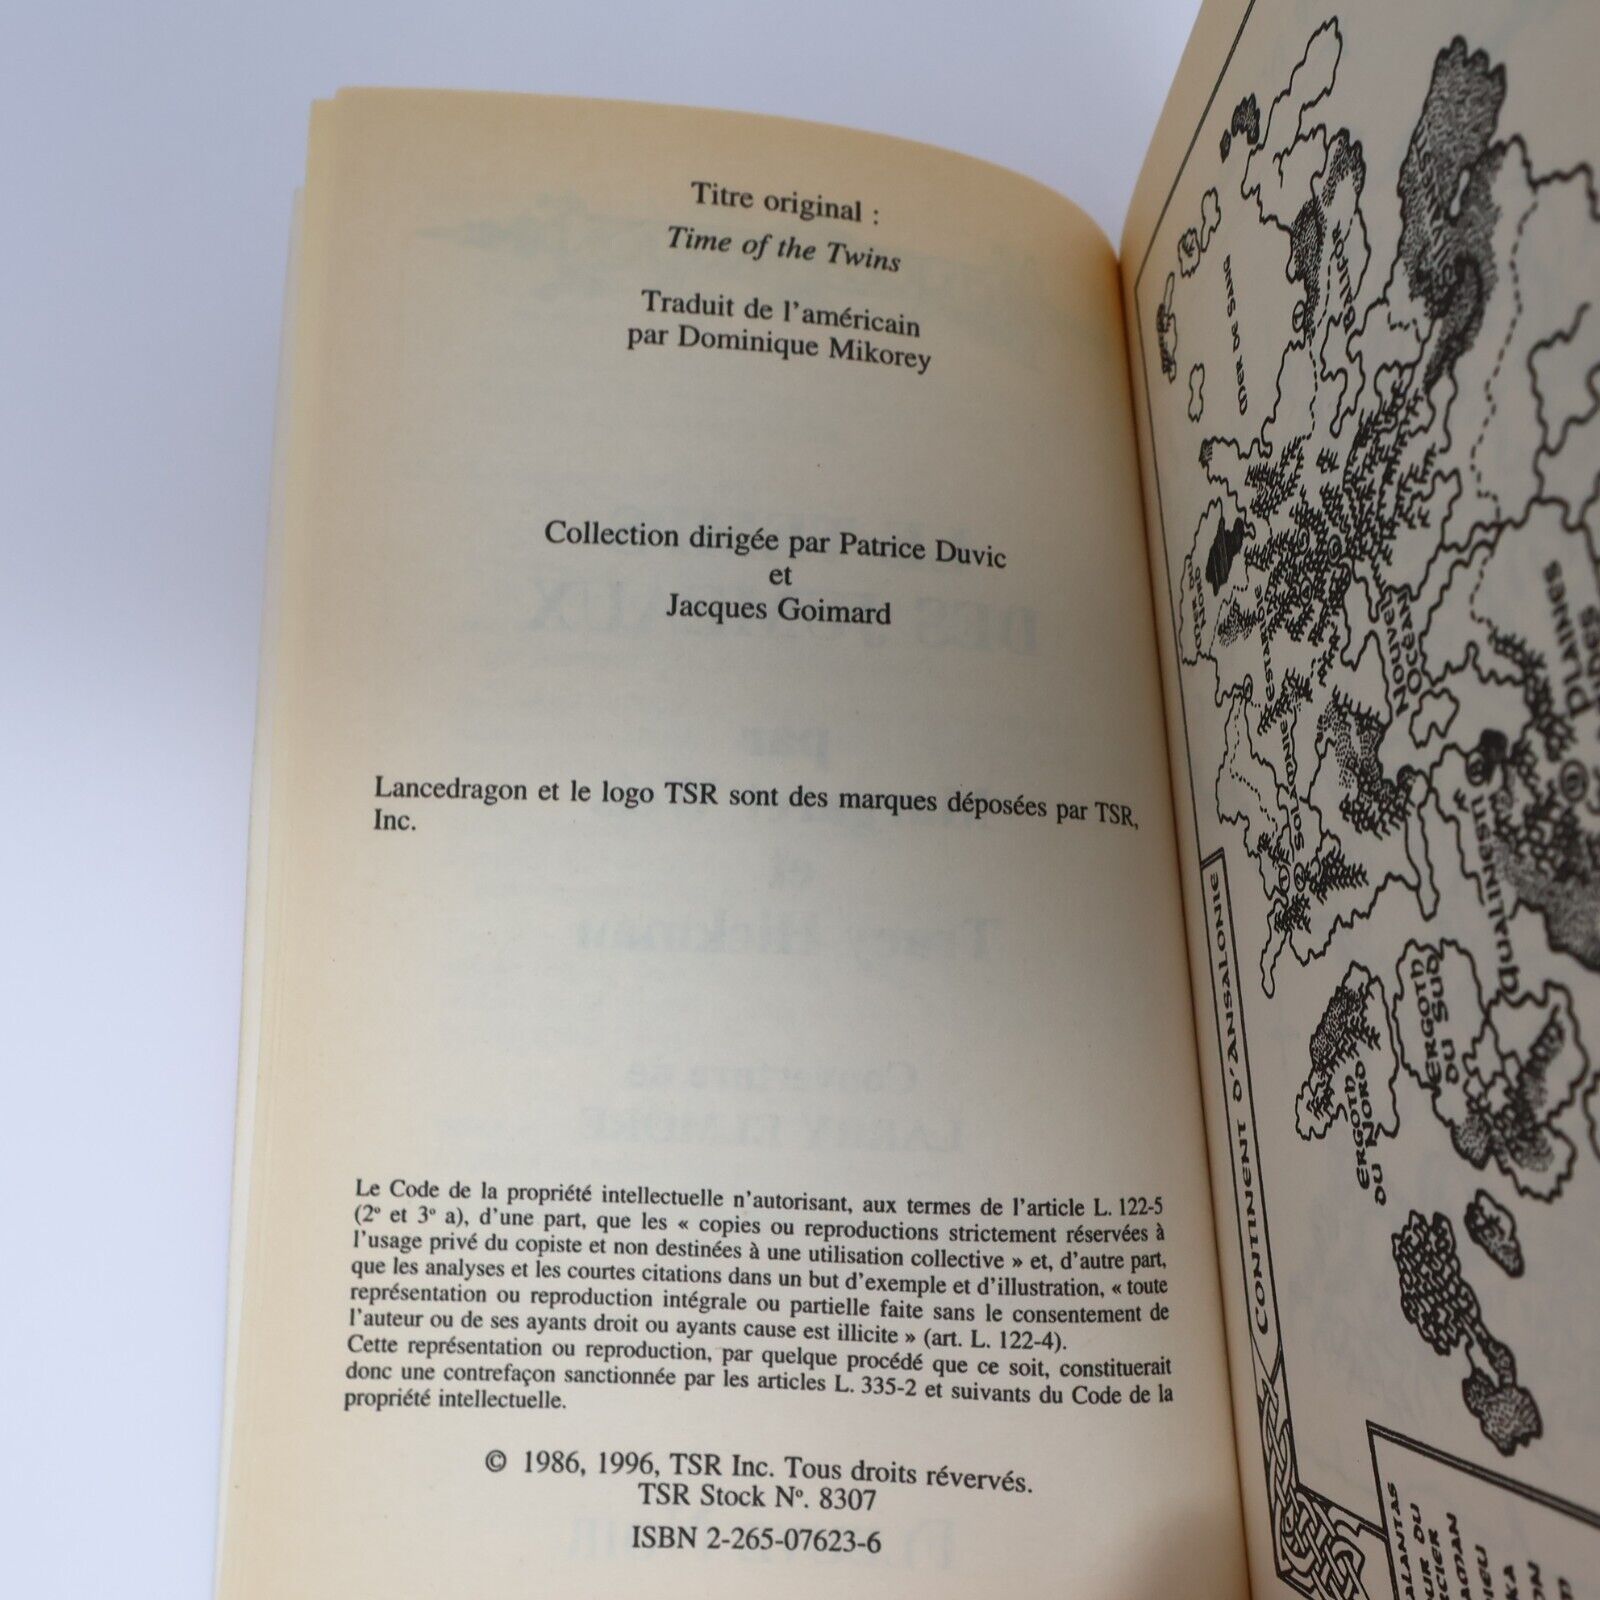 Titre original :
Time of the Twins
Traduit de l'américain
par Dominique Mikorey
Collection dirigée par Patrice Duvic
et
Jacques Goimard
Lancedragon et le logo TSR sont des marques déposées par TSR,
Inc.
Le Code de la propriété intellectuelle n'autorisant, aux termes de l'article L. 122-5
(2º et 3º a), d'une part, que les « copies ou reproductions strictement réservées à
l'usage privé du copiste et non destinées à une utilisation collective » et, d'autre part,
que les analyses et les courtes citations dans un but d'exemple et d'illustration, « toute
représentation ou reproduction intégrale ou partielle faite sans le consentement de
l'auteur ou de ses ayants droit ou ayants cause est illicite » (art. L. 122-4).
Cette représentation ou reproduction, par quelque procédé que ce soit, constituerait
donc une contrefaçon sanctionnée par les articles L. 335-2 et suivants du Code de la
propriété intellectuelle.
© 1986, 1996, TSR Inc. Tous droits révervés.
TSR Stock Nº. 8307
ISBN 2-265-07623-6
CONTINENT D'ANSALONIE
MER DE SANG
NOUVEL
OCÉAN
PLAINES
QUALINESTI
ERGOTH
DU SUD
ERGOTH
DU NORD